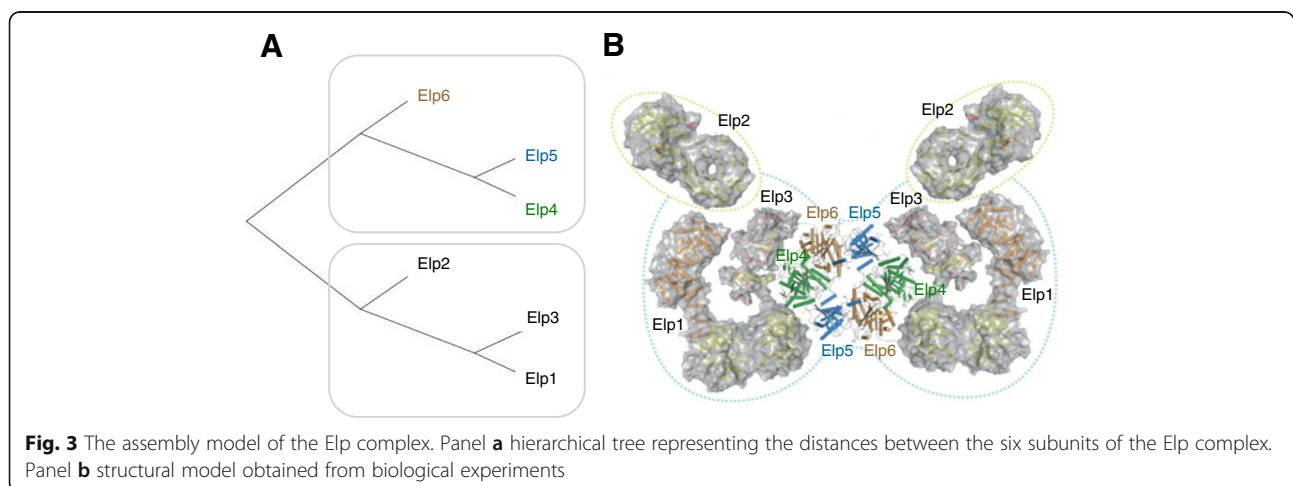 A
B
Elp6
Elp5
Elp4
Elp2
Elp3
Elp1
Elp2
Elp2
Elp3
Elp6
Elp5
Elp3
Elp4
Elp4
Elp1
Elp1
Elp5
Elp6
Fig. 3 The assembly model of the Elp complex. Panel a hierarchical tree representing the distances between the six subunits of the Elp complex.
Panel b structural model obtained from biological experiments